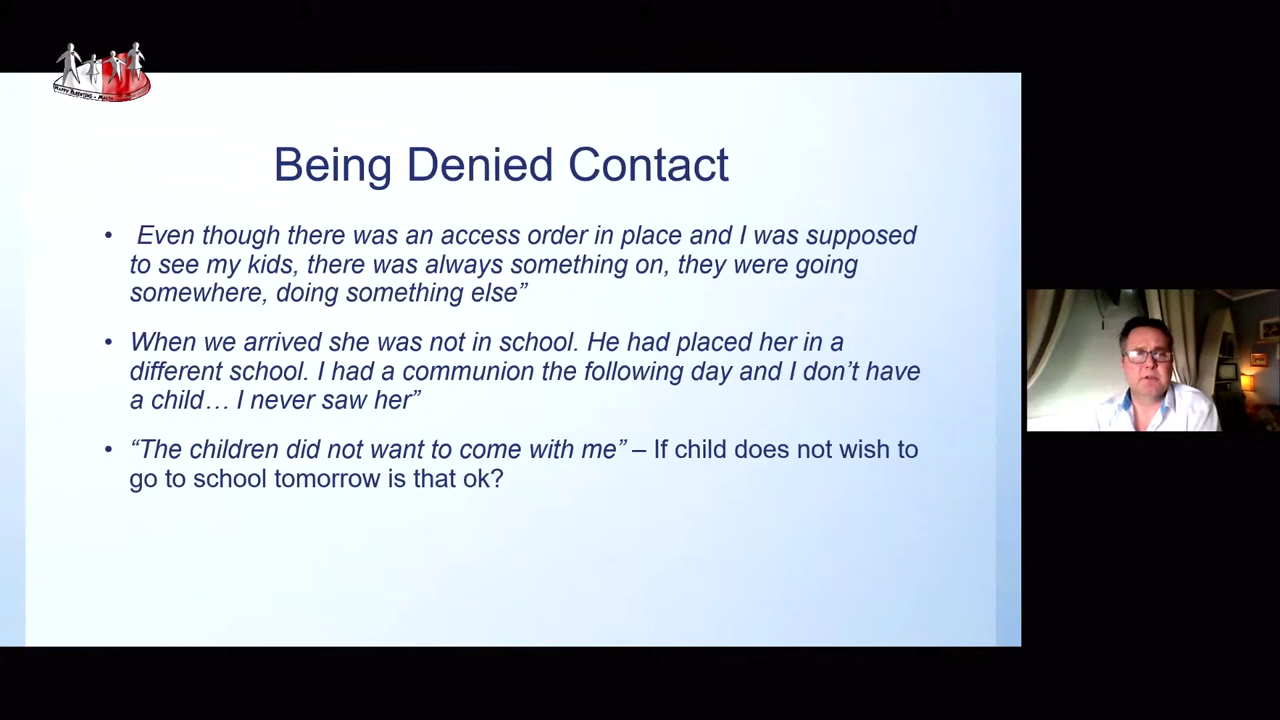 HAPPY PARENTING - MALTA
Being Denied Contact
• Even though there was an access order in place and I was supposed
to see my kids, there was always something on, they were going
somewhere, doing something else”
• When we arrived she was not in school. He had placed her in a
different school. I had a communion the following day and I don’t have
a child… I never saw her”
• “The children did not want to come with me” – If child does not wish to
go to school tomorrow is that ok?